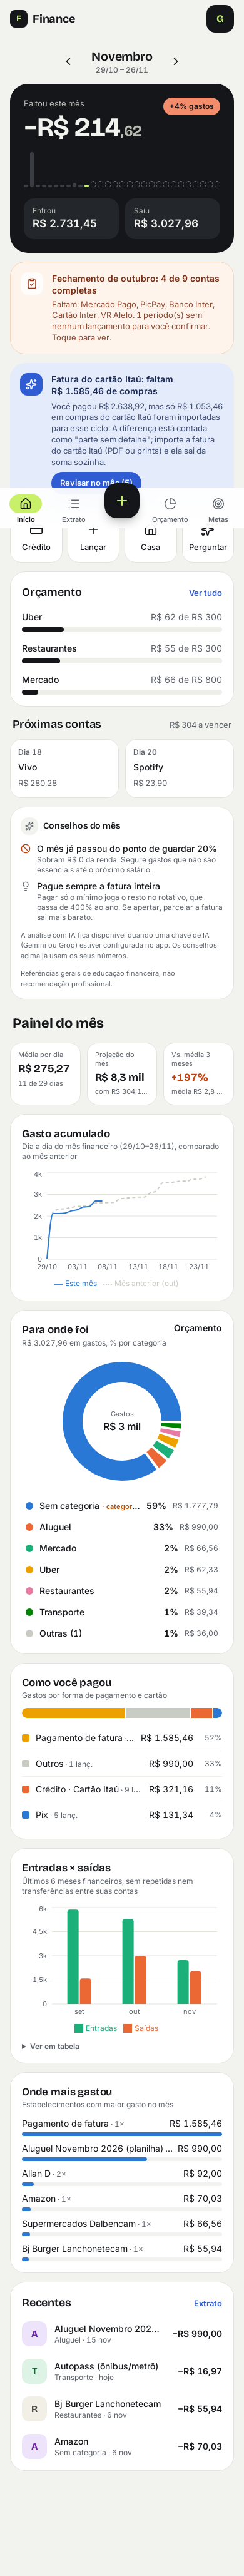 F Finance G
Novembro
29/10 – 26/11
Faltou este mês
+4% gastos
−R$ 214,62
Entrou
R$ 2.731,45
Saiu
R$ 3.027,96
Fechamento de outubro: 4 de 9 contas
completas
Faltam: Mercado Pago, PicPay, Banco Inter,
Cartão Inter, VR Alelo. 1 período(s) sem
nenhum lançamento para você confirmar.
Toque para ver.
Fatura do cartão Itaú: faltam
R$ 1.585,46 de compras
Você pagou R$ 2.638,92, mas só R$ 1.053,46
em compras do cartão Itaú foram importadas
nesse ciclo. A diferença está contada
como "parte sem detalhe"; importe a fatura
do cartão (CSV do print) e ela sai da
soma sozinha.
Revisar no mês (5)
Início
Extrato
Orçamento
Metas
Crédito
Lançar
Casa
Perguntar
Orçamento
Ver tudo
Uber
R$ 62 de R$ 300
Restaurantes
R$ 55 de R$ 300
Mercado
R$ 66 de R$ 800
Próximas contas
R$ 304 a vencer
Dia 18
Vivo
R$ 280,28
Dia 20
Spotify
R$ 23,90
Conselhos do mês
O mês já passou do ponto de guardar 20%
Sobram R$ 0 da renda. Segure gastos que não são
essenciais até o próximo salário.
Pague sempre a fatura inteira
Pagar só o mínimo joga o resto no rotativo, que
passa de 400% ao ano. Se apertar, parcelar a fatura
sai mais barato.
A análise com IA fica disponível quando uma chave de IA
(Gemini ou Groq) estiver configurada no app. Os conselhos
acima já usam os seus números.
Referências gerais de educação financeira, não
recomendação profissional.
Painel do mês
Média por dia
R$ 275,27
11 de 29 dias
Projeção do
mês
R$ 8,3 mil
com R$ 304,1...
Vs. média 3
meses
+197%
média R$ 2,8 ...
Gasto acumulado
Dia a dia do mês financeiro (29/10–26/11), comparado
ao mês anterior
4k
3k
2k
1k
0
29/10 03/11 08/11 13/11 18/11 23/11
Este mês
Mês anterior (out)
Para onde foi
Orçamento
R$ 3.027,96 em gastos, % por categoria
Gastos
R$ 3 mil
Sem categoria · categor... 59% R$ 1.777,79
Aluguel 33% R$ 990,00
Mercado 2% R$ 66,56
Uber 2% R$ 62,33
Restaurantes 2% R$ 55,94
Transporte 1% R$ 39,34
Outras (1) 1% R$ 36,00
Como você pagou
Gastos por forma de pagamento e cartão
Pagamento de fatura ·... R$ 1.585,46 52%
Outros · 1 lanç. R$ 990,00 33%
Crédito · Cartão Itaú · 9 l... R$ 321,16 11%
Pix · 5 lanç. R$ 131,34 4%
Entradas × saídas
Últimos 6 meses financeiros, sem repetidas nem
transferências entre suas contas
6k
4,5k
3k
1,5k
0
set out nov
Entradas Saídas
Ver em tabela
Onde mais gastou
Estabelecimentos com maior gasto no mês
Pagamento de fatura · 1× R$ 1.585,46
Aluguel Novembro 2026 (planilha) ... R$ 990,00
Allan D · 2× R$ 92,00
Amazon · 1× R$ 70,03
Supermercados Dalbencam · 1× R$ 66,56
Bj Burger Lanchonetecam · 1× R$ 55,94
Recentes
Extrato
A Aluguel Novembro 202... −R$ 990,00
Aluguel · 15 nov
T Autopass (ônibus/metrô) −R$ 16,97
Transporte · hoje
R Bj Burger Lanchonetecam −R$ 55,94
Restaurantes · 6 nov
A Amazon −R$ 70,03
Sem categoria · 6 nov